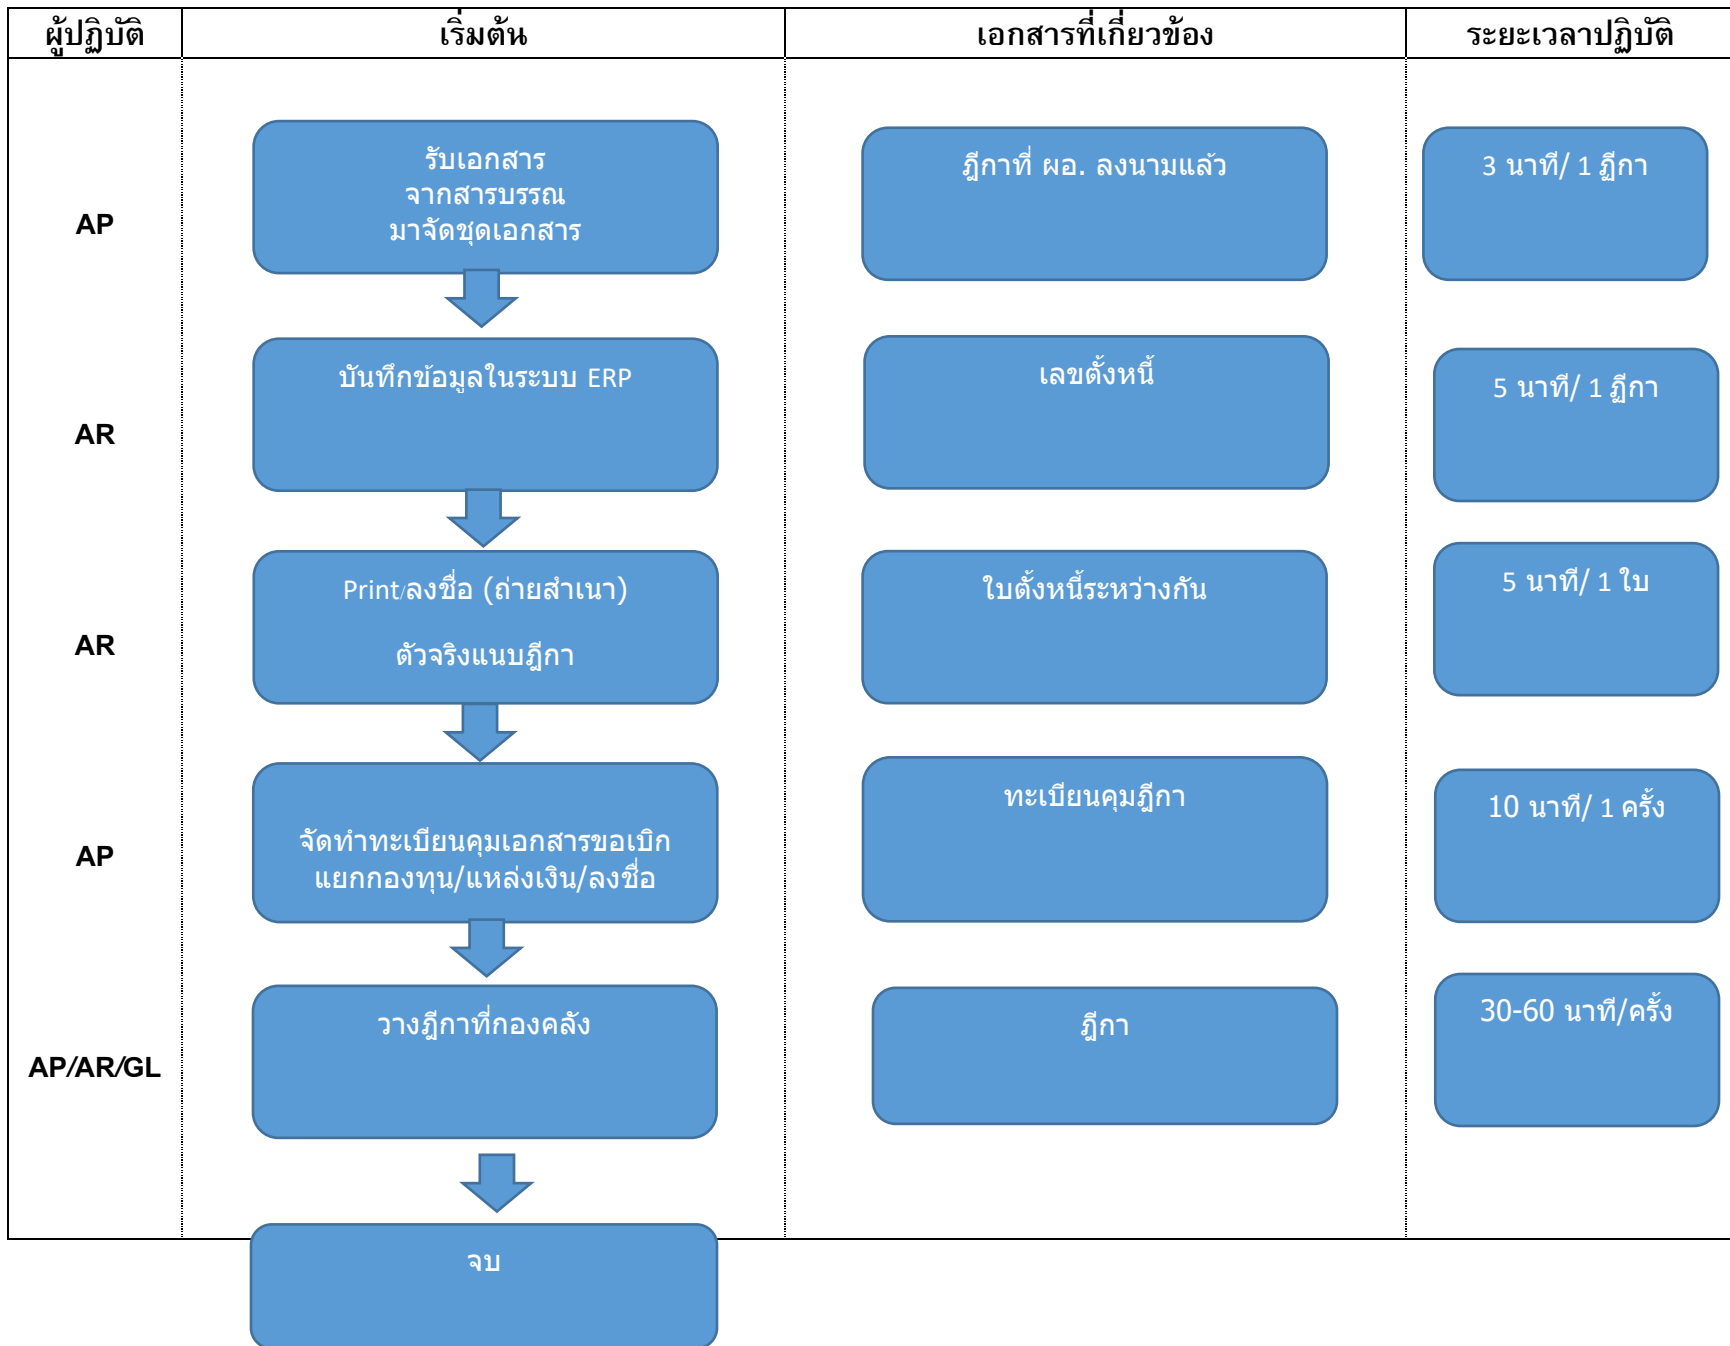 ผู้ปฏิบัติ
เริ่มต้น
เอกสารที่เกี่ยวข้อง
ระยะเวลาปฏิบัติ
AP
รับเอกสาร
จากสารบรรณ
มาจัดชุดเอกสาร
ฎีกาที่ ผอ. ลงนามแล้ว
3 นาที/ 1 ฏีกา
AR
บันทึกข้อมูลในระบบ ERP
เลขตั้งหนี้
5 นาที/ 1 ฏีกา
AR
Print/ลงชื่อ (ถ่ายสำเนา)
ตัวจริงแนบฎีกา
ใบตั้งหนี้ระหว่างกัน
5 นาที/ 1 ใบ
AP
จัดทำทะเบียนคุมเอกสารขอเบิก
แยกกองทุน/แหล่งเงิน/ลงชื่อ
ทะเบียนคุมฎีกา
10 นาที/ 1 ครั้ง
AP/AR/GL
วางฎีกาที่กองคลัง
ฎีกา
30-60 นาที/ครั้ง
จบ